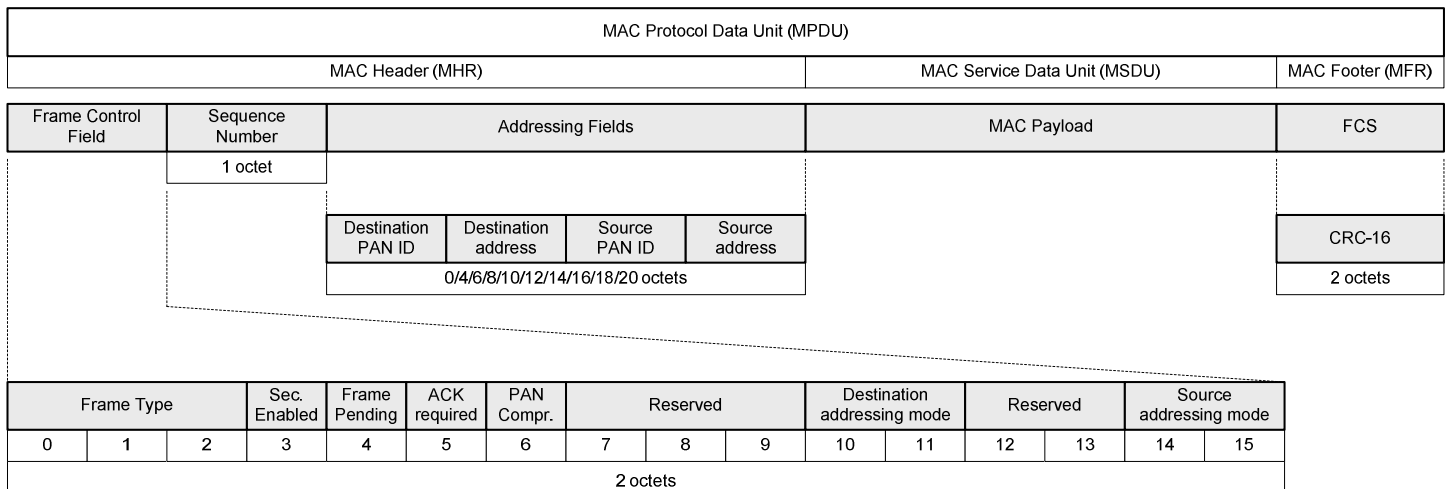 MAC Protocol Data Unit (MPDU)
MAC Header (MHR)
MAC Service Data Unit (MSDU)
MAC Footer (MFR)
Frame Control
Field
Sequence
Number
Addressing Fields
MAC Payload
FCS
1 octet
Destination
PAN ID
Destination
address
Source
PAN ID
Source
address
CRC-16
0/4/6/8/10/12/14/16/18/20 octets
2 octets
Frame Type
Sec.
Enabled
Frame
Pending
ACK
required
PAN
Compr.
Reserved
Destination
addressing mode
Reserved
Source
addressing mode
0 1 2 3 4 5 6 7 8 9 10 11 12 13 14 15
2 octets